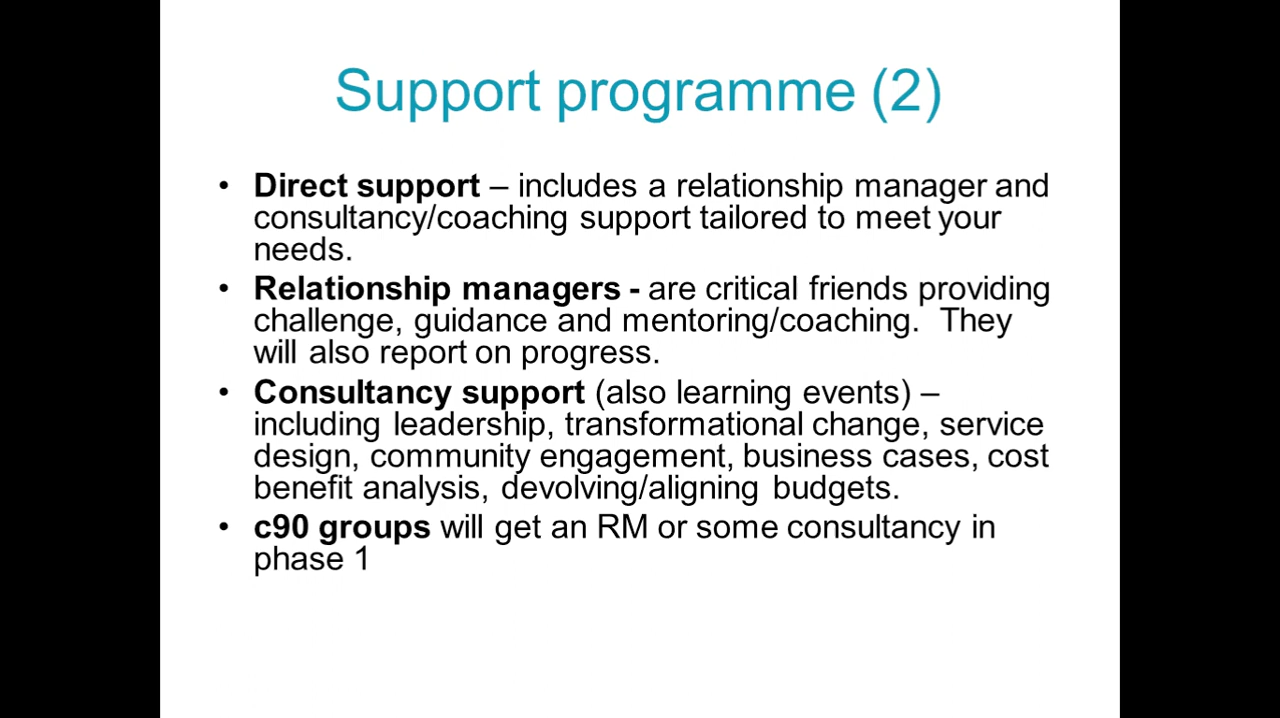 Support programme (2)
• Direct support – includes a relationship manager and
consultancy/coaching support tailored to meet your
needs.
• Relationship managers - are critical friends providing
challenge, guidance and mentoring/coaching.  They
will also report on progress.
• Consultancy support (also learning events) –
including leadership, transformational change, service
design, community engagement, business cases, cost
benefit analysis, devolving/aligning budgets.
• c90 groups will get an RM or some consultancy in
phase 1